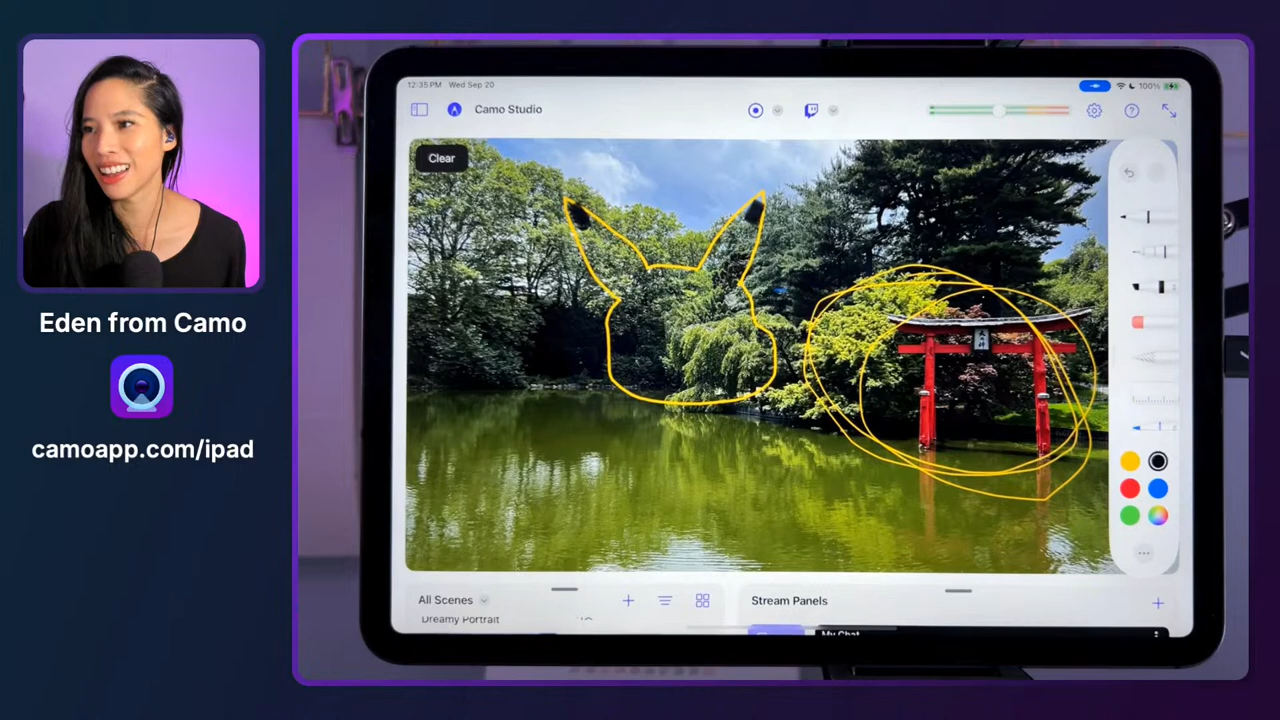 Eden from Camo
camoapp.com/ipad
12:35 PM Wed Sep 20
100%
Camo Studio
Clear
All Scenes
Stream Panels
Dreamy Portrait
My Chat